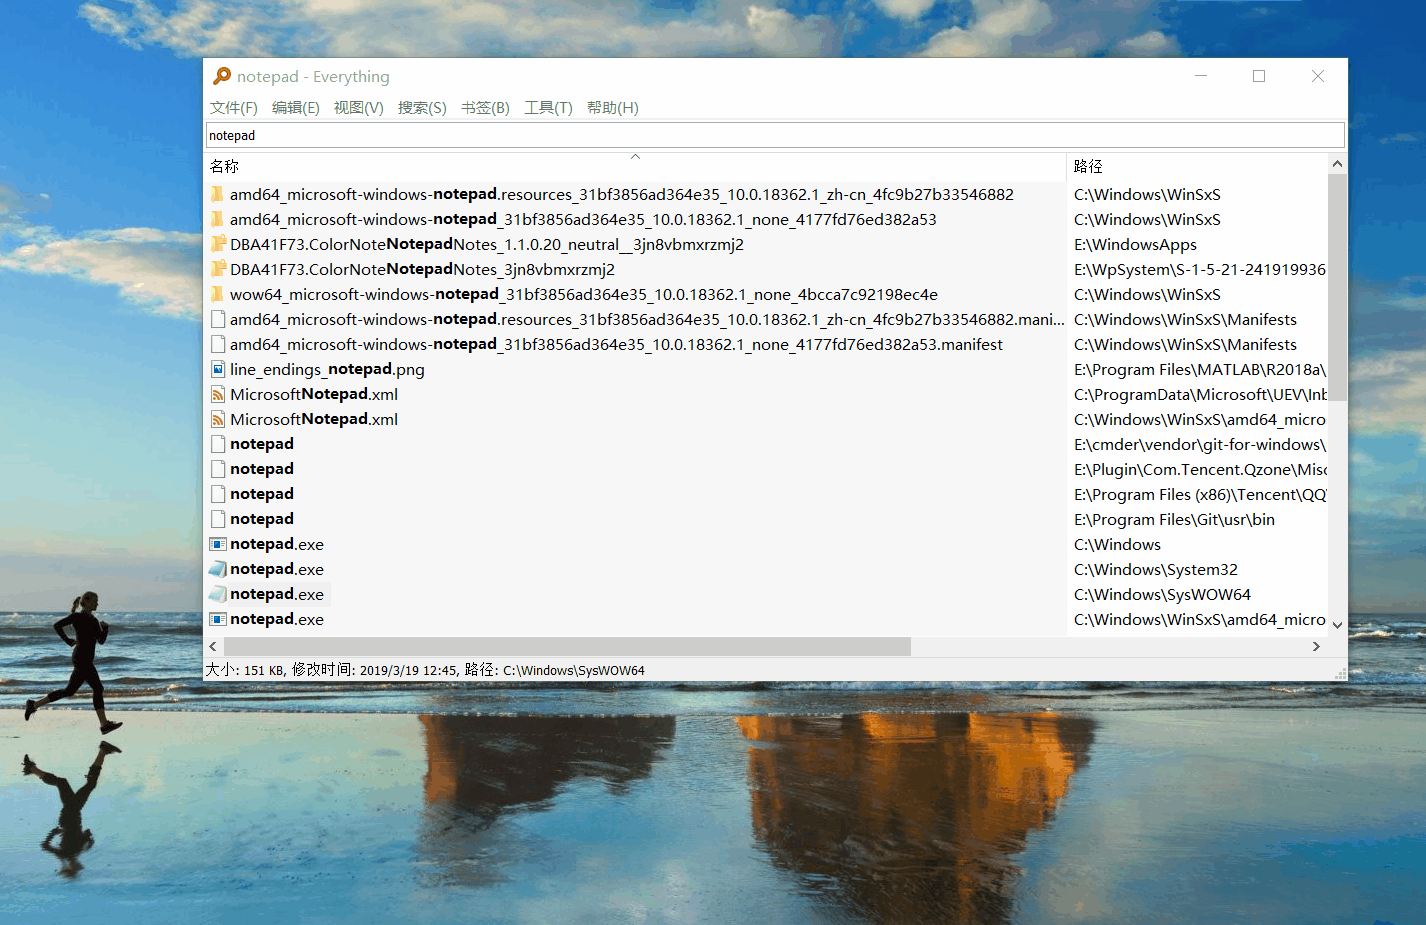 notepad - Everything
文件(F) 编辑(E) 视图(V) 搜索(S) 书签(B) 工具(T) 帮助(H)
notepad
名称 路径
amd64_microsoft-windows-notepad.resources_31bf3856ad364e35_10.0.18362.1_zh-cn_4fc9b27b33546882 C:\Windows\WinSxS
amd64_microsoft-windows-notepad_31bf3856ad364e35_10.0.18362.1_none_4177fd76ed382a53 C:\Windows\WinSxS
DBA41F73.ColorNoteNotepadNotes_1.1.0.20_neutral__3jn8vbmxrzmj2 E:\WindowsApps
DBA41F73.ColorNoteNotepadNotes_3jn8vbmxrzmj2 E:\WpSystem\S-1-5-21-241919936
wow64_microsoft-windows-notepad_31bf3856ad364e35_10.0.18362.1_none_4bcca7c92198ec4e C:\Windows\WinSxS
amd64_microsoft-windows-notepad.resources_31bf3856ad364e35_10.0.18362.1_zh-cn_4fc9b27b33546882.mani... C:\Windows\WinSxS\Manifests
amd64_microsoft-windows-notepad_31bf3856ad364e35_10.0.18362.1_none_4177fd76ed382a53.manifest C:\Windows\WinSxS\Manifests
line_endings_notepad.png E:\Program Files\MATLAB\R2018a\
MicrosoftNotepad.xml C:\ProgramData\Microsoft\UEV\Inb
MicrosoftNotepad.xml C:\Windows\WinSxS\amd64_micro
notepad E:\cmder\vendor\git-for-windows\
notepad E:\Plugin\Com.Tencent.Qzone\Misc
notepad E:\Program Files (x86)\Tencent\QQ\
notepad E:\Program Files\Git\usr\bin
notepad.exe C:\Windows
notepad.exe C:\Windows\System32
notepad.exe C:\Windows\SysWOW64
notepad.exe C:\Windows\WinSxS\amd64_micro
大小: 151 KB, 修改时间: 2019/3/19 12:45, 路径: C:\Windows\SysWOW64